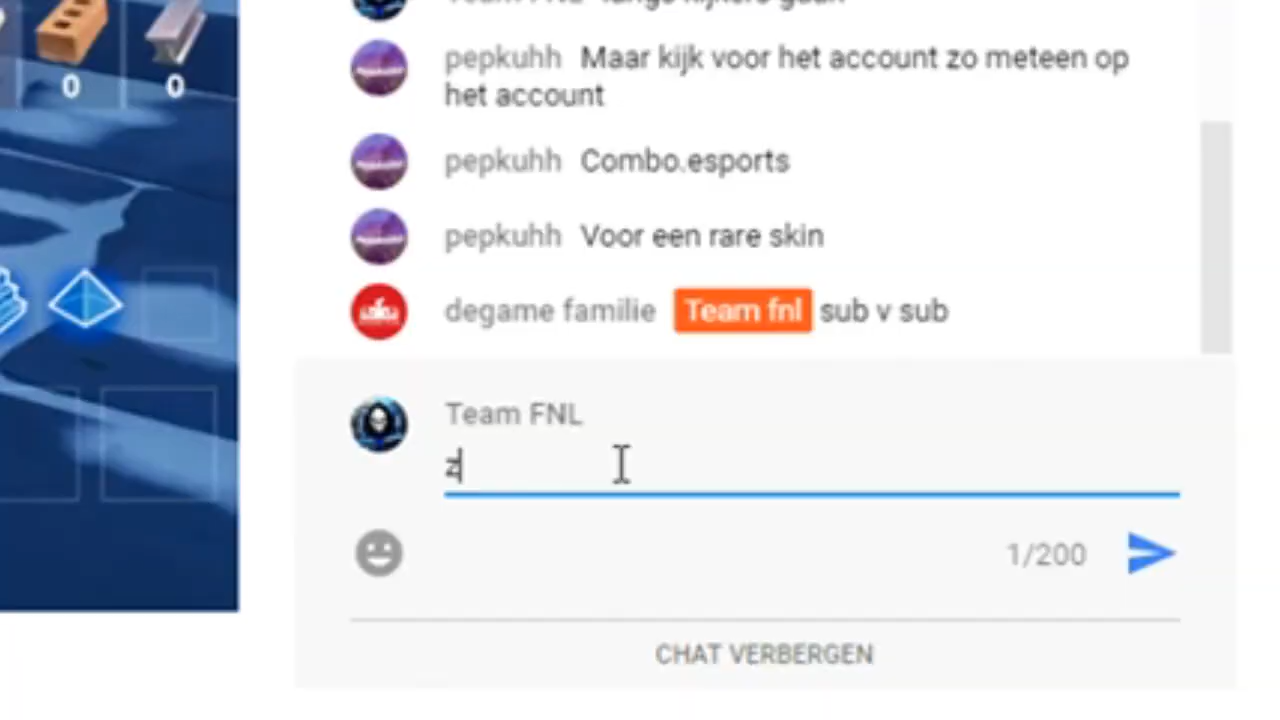 0 0
pepkuhh Maar kijk voor het account zo meteen op
het account
pepkuhh Combo.esports
pepkuhh Voor een rare skin
degame familie Team fnl sub v sub
Team FNL
z
1/200
CHAT VERBERGEN